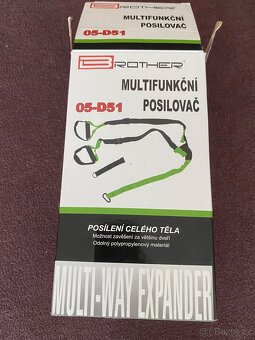 BROTHER
MULTIFUNKČNÍ
05-D51 POSILOVAČ
BROTHER
MULTIFUNKČNÍ
05-D51 POSILOVAČ
POSÍLENÍ CELÉHO TĚLA
Možnost zavěšení za většinu dveří
Odolný polypropylenový materiál
MULTI-WAY EXPANDER